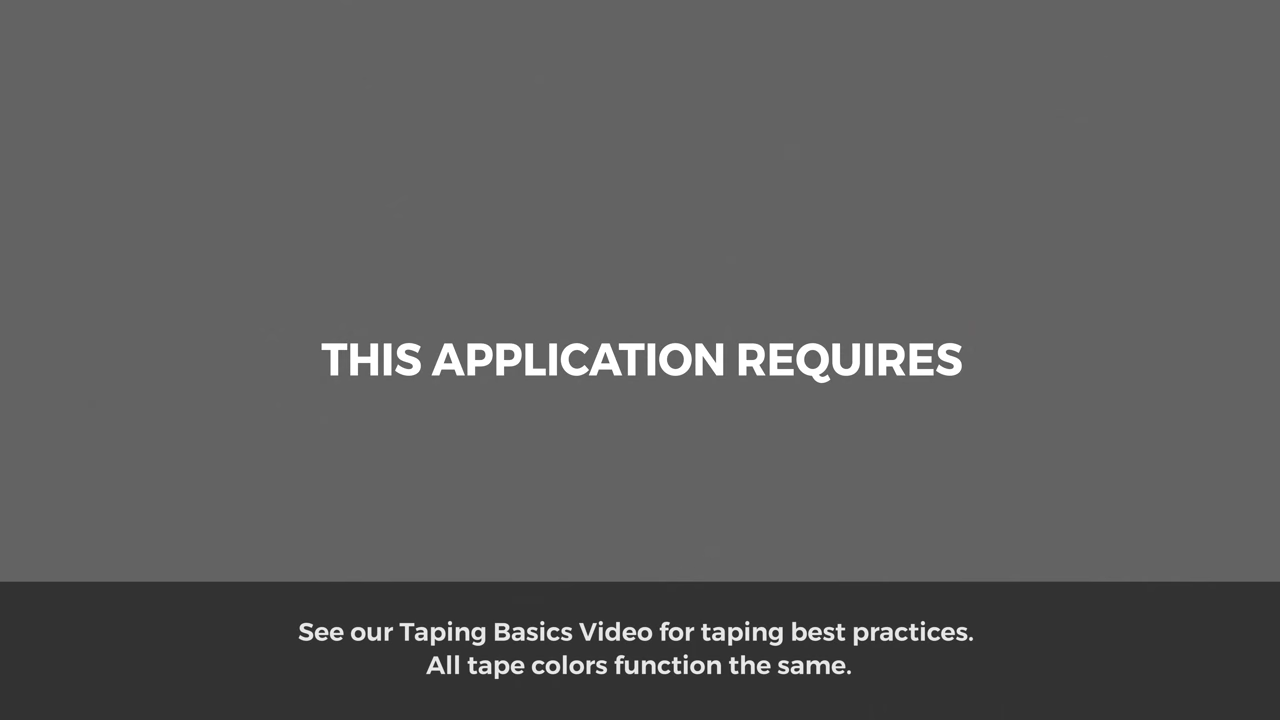 THIS APPLICATION REQUIRES
See our Taping Basics Video for taping best practices.
All tape colors function the same.